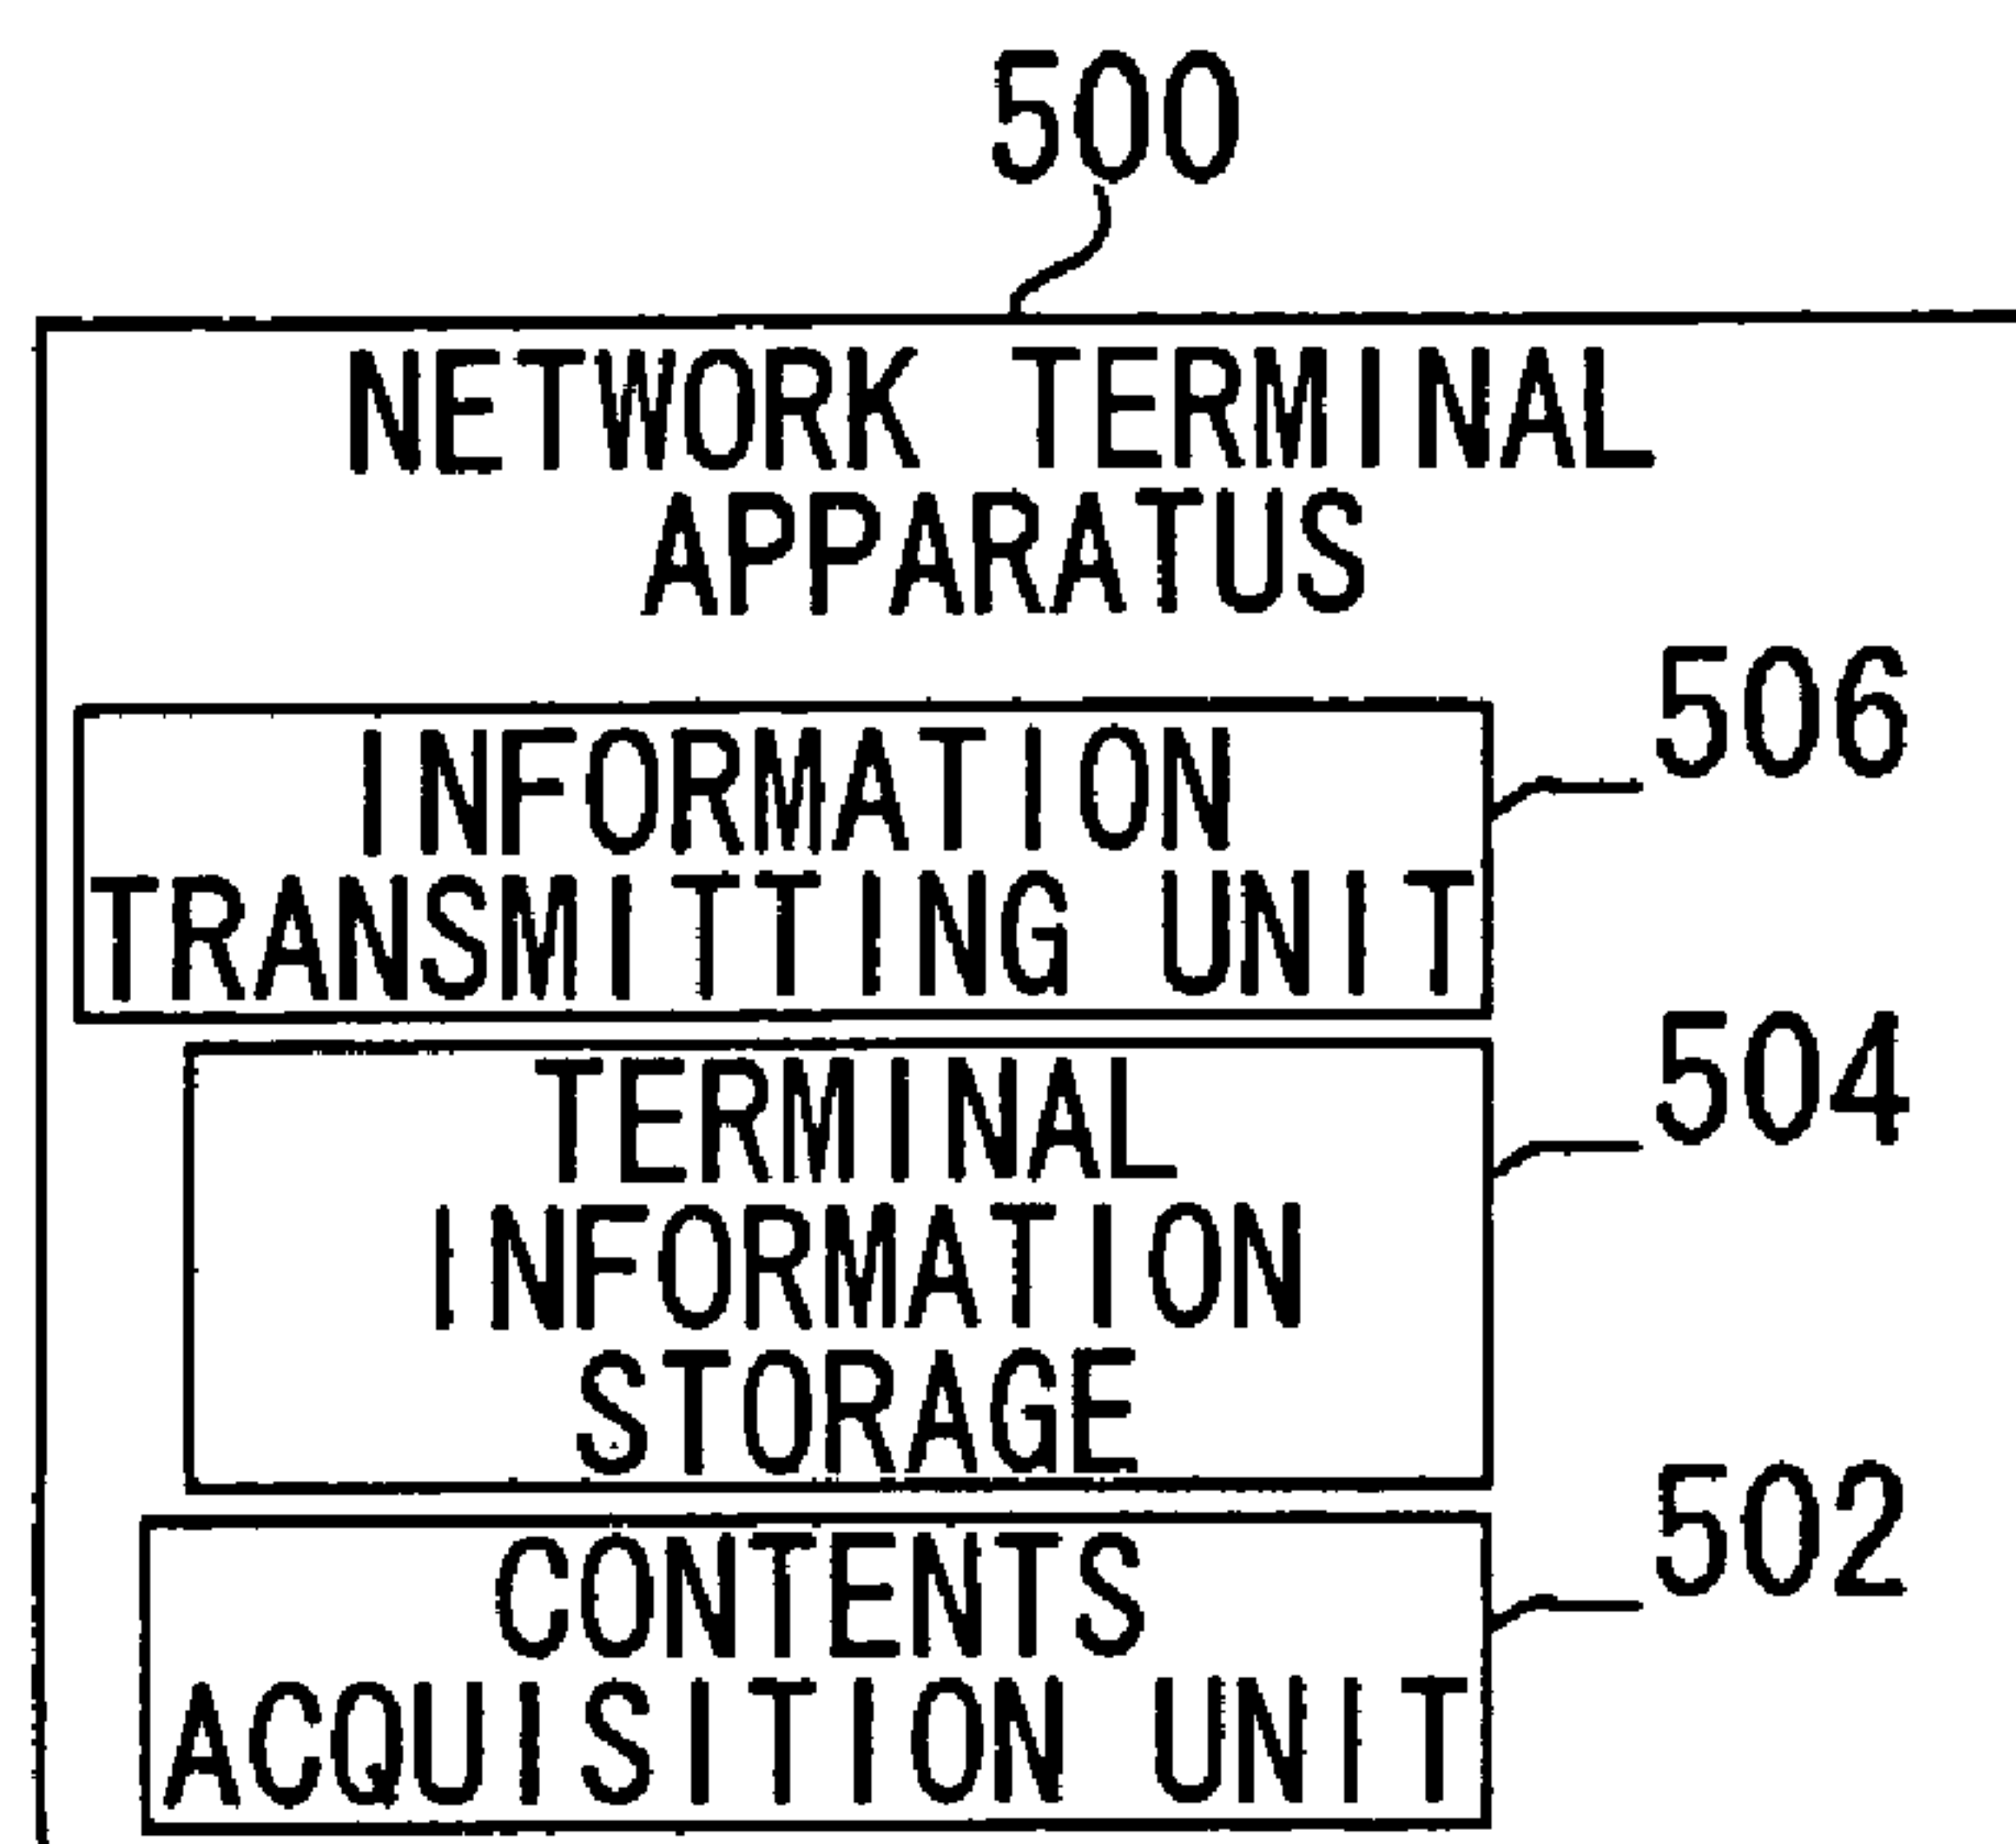 500
NETWORK TERMINAL
APPARATUS
506
INFORMATION
TRANSMITTING UNIT
504
TERMINAL
INFORMATION
STORAGE
502
CONTENTS
ACQUISITION UNIT